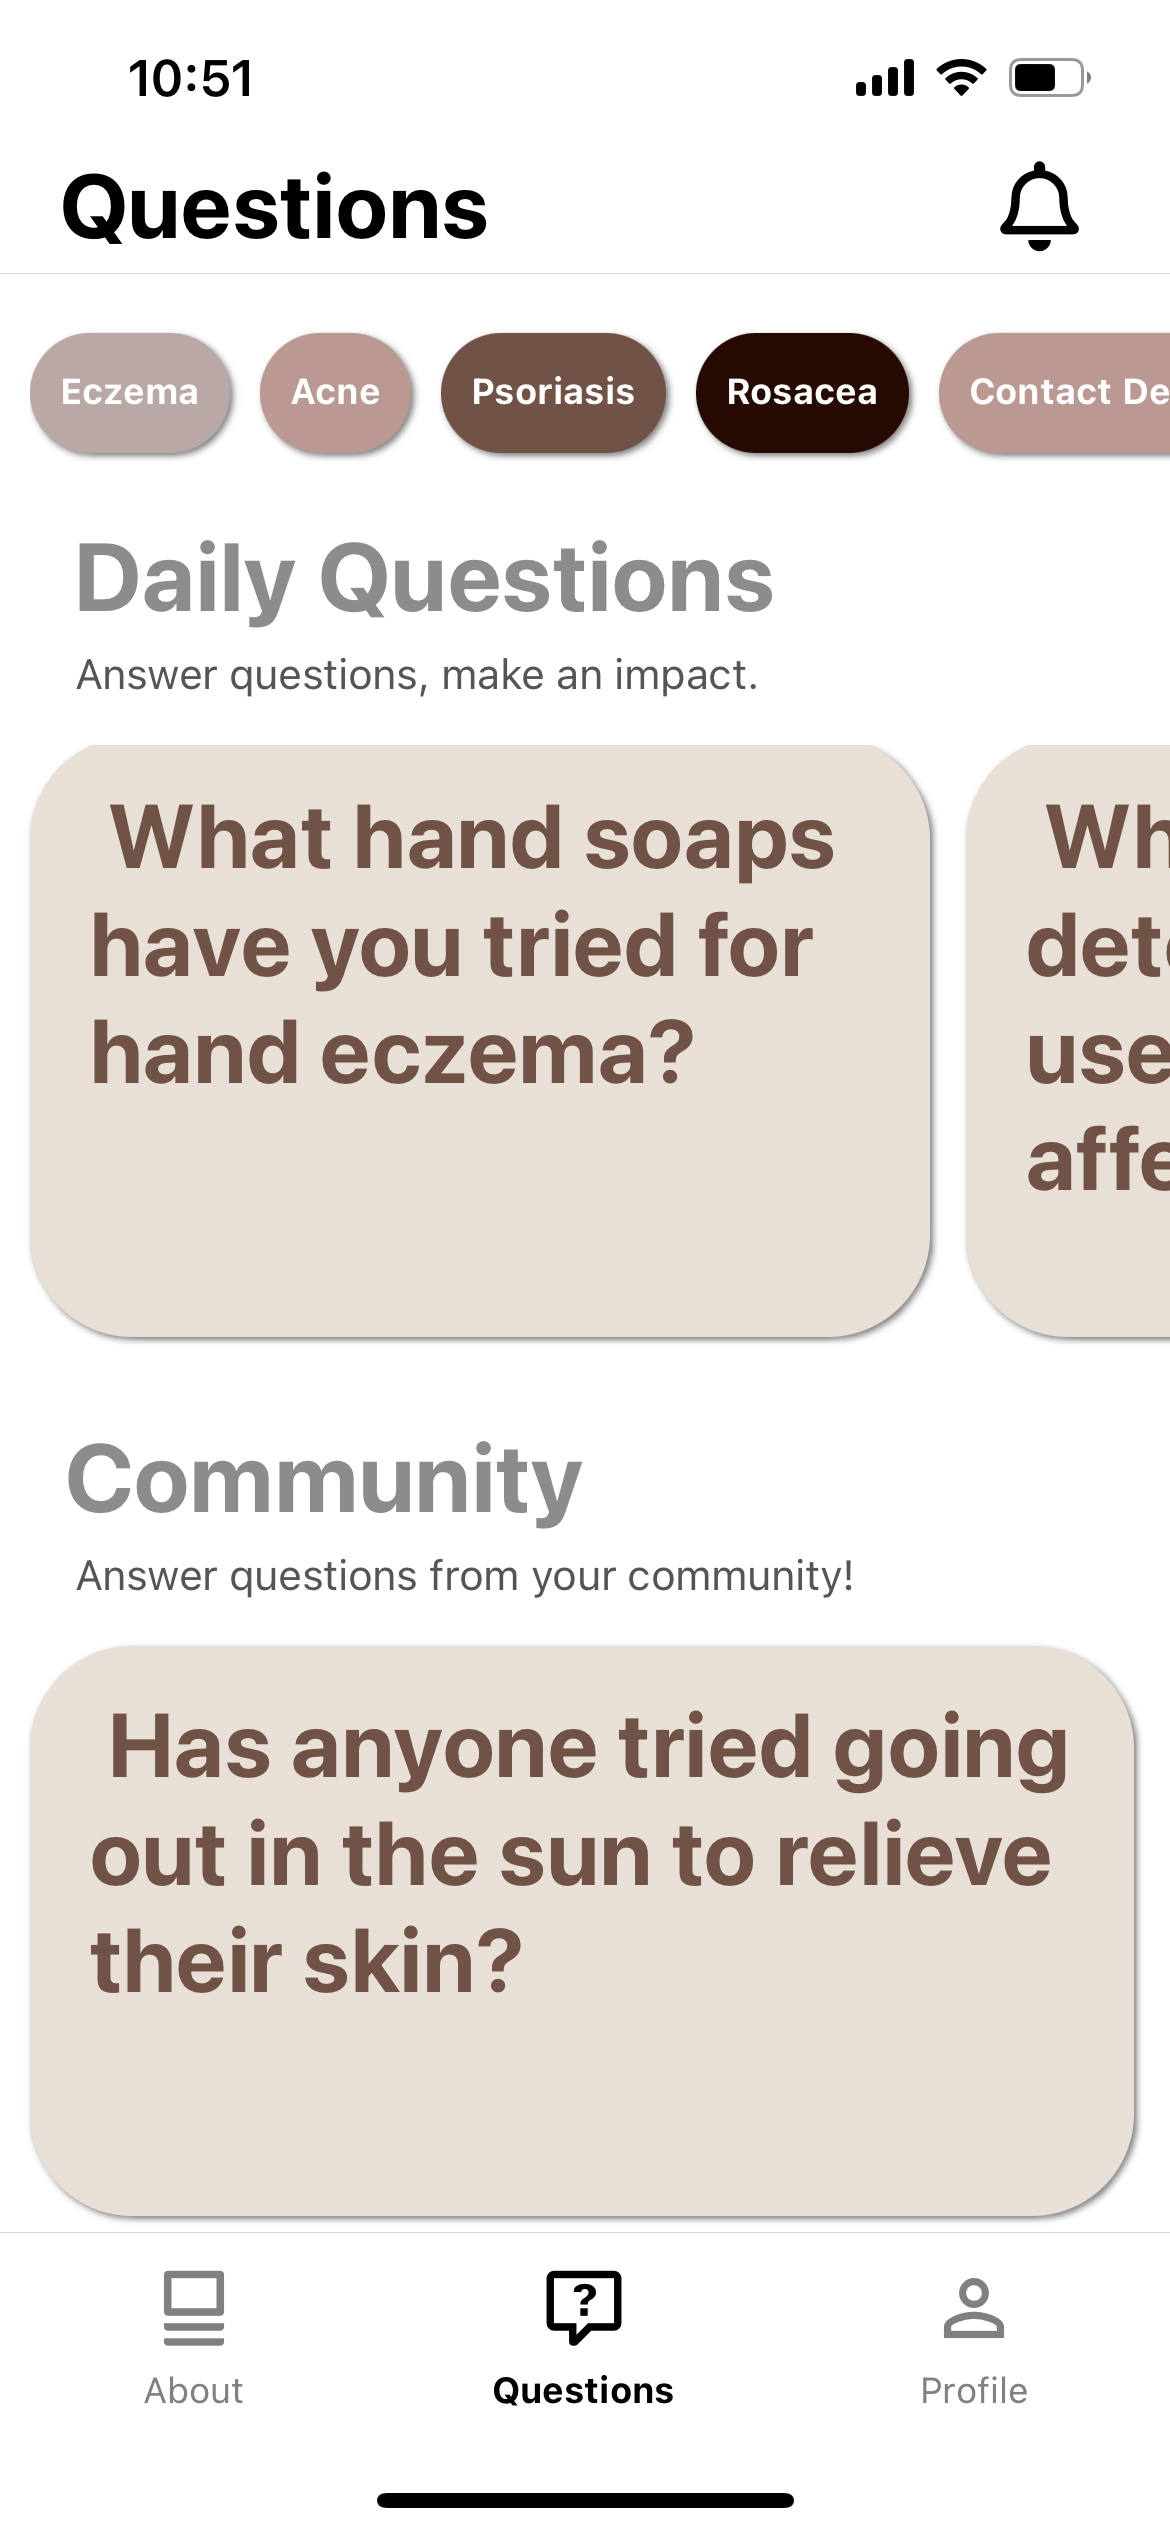 10:51
Questions
Eczema Acne Psoriasis Rosacea Contact De
Daily Questions
Answer questions, make an impact.
What hand soaps
have you tried for
hand eczema?
Wh
dete
use
affe
Community
Answer questions from your community!
Has anyone tried going
out in the sun to relieve
their skin?
About Questions Profile